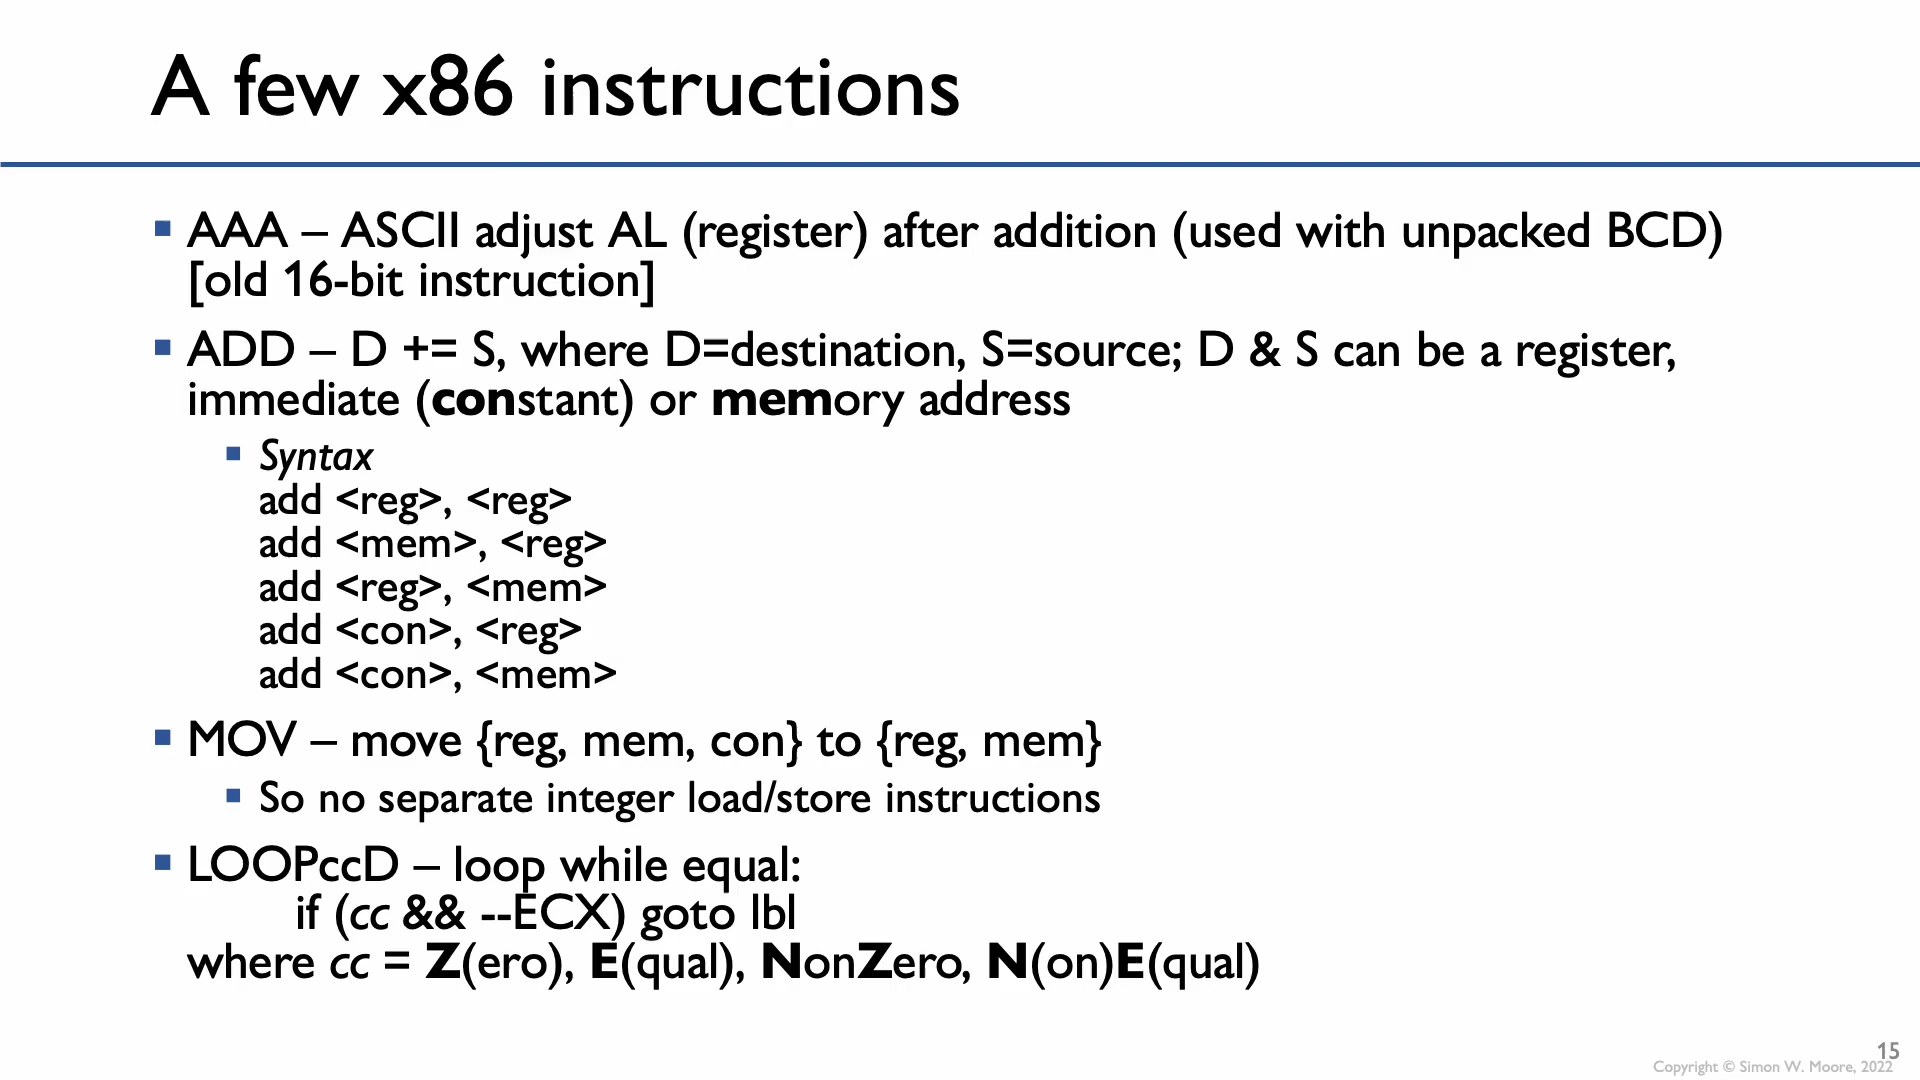 A few x86 instructions
▪ AAA – ASCII adjust AL (register) after addition (used with unpacked BCD)
[old 16-bit instruction]
▪ ADD – D += S, where D=destination, S=source; D & S can be a register,
immediate (constant) or memory address
▪ Syntax
add <reg>, <reg>
add <mem>, <reg>
add <reg>, <mem>
add <con>, <reg>
add <con>, <mem>
▪ MOV – move {reg, mem, con} to {reg, mem}
▪ So no separate integer load/store instructions
▪ LOOPccD – loop while equal:
if (cc && --ECX) goto lbl
where cc = Z(ero), E(qual), NonZero, N(on)E(qual)
15
Copyright © Simon W. Moore, 2022